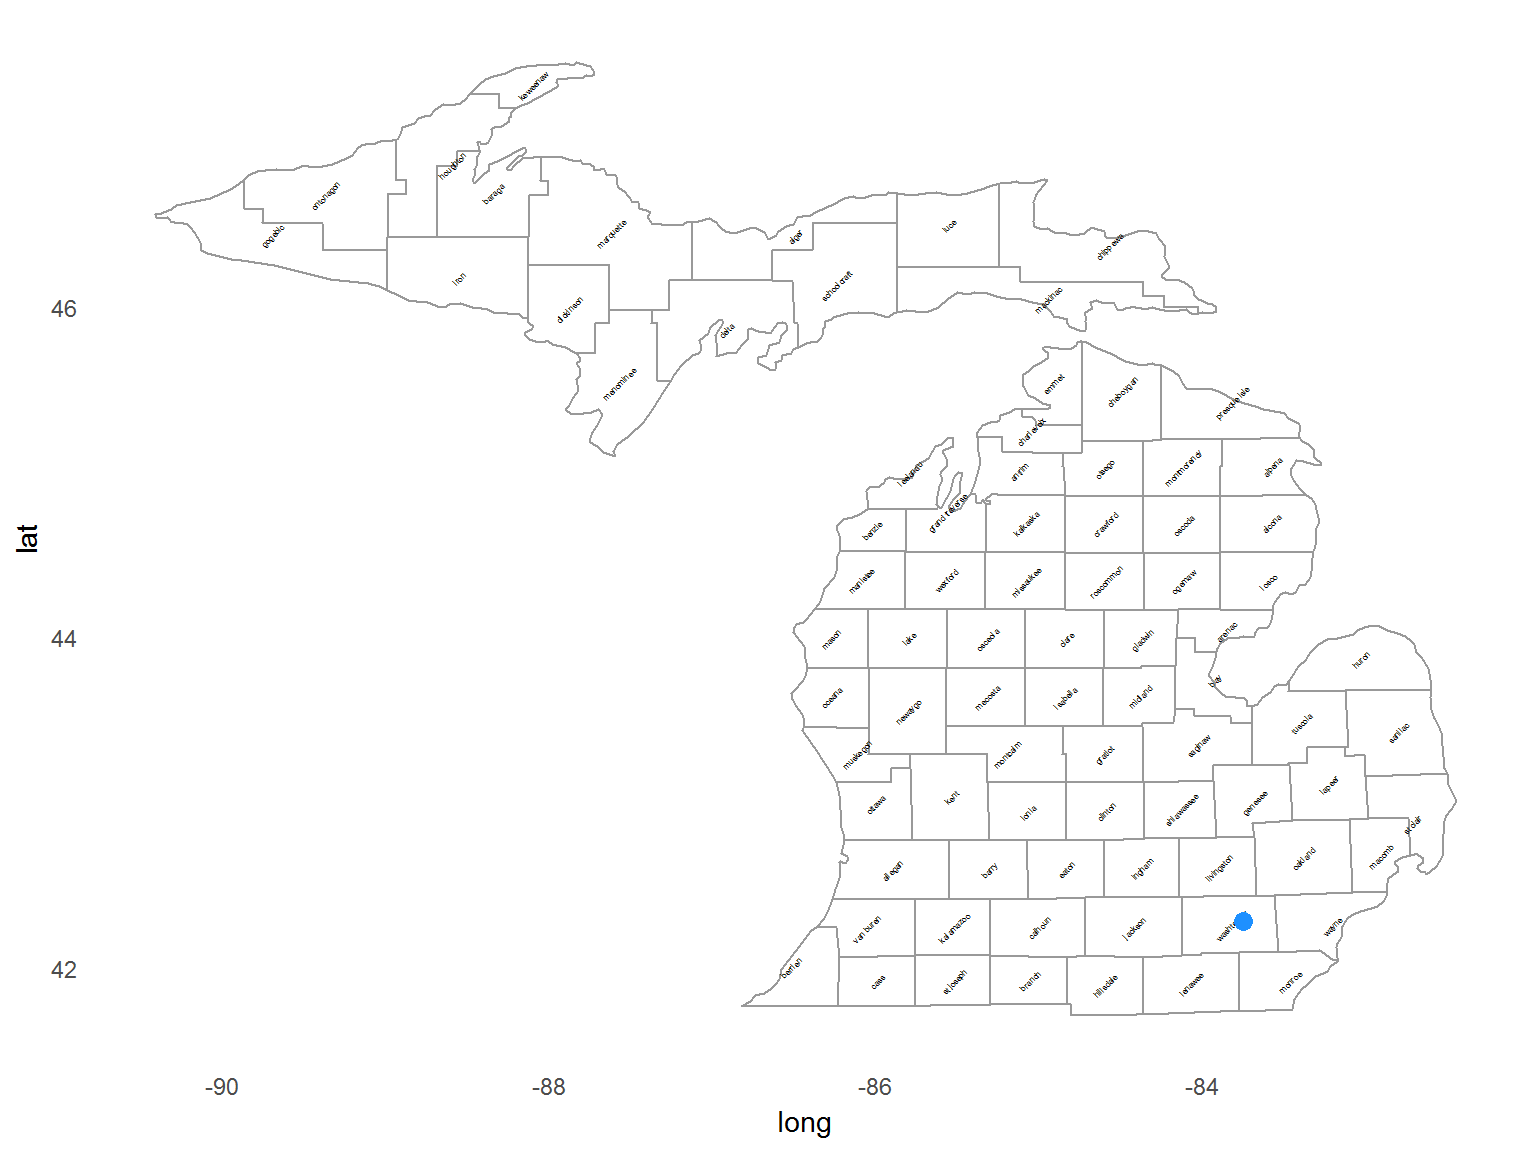 keweenaw
houghton
ontonagon
baraga
gogebic
marquette
luce
alger
chippewa
iron
schoolcraft
mackinac
dickinson
46
delta
menominee
emmet
cheboygan
presque isle
charlevoix
leelanau
antrim
otsego
montmorency
alpena
grand traverse
benzie
kalkaska
crawford
oscoda
alcona
lat
manistee
wexford
missaukee
roscommon
ogemaw
iosco
44
mason
lake
osceola
clare
gladwin
arenac
huron
oceana
newaygo
mecosta
isabella
midland
bay
tuscola
sanilac
muskegon
montcalm
gratiot
saginaw
ottawa
kent
ionia
clinton
shiawassee
genesee
lapeer
st clair
allegan
barry
eaton
ingham
livingston
oakland
macomb
van buren
kalamazoo
calhoun
jackson
washte
wayne
42
berrien
cass
st joseph
branch
hillsdale
lenawee
monroe
-90
-88
-86
-84
long